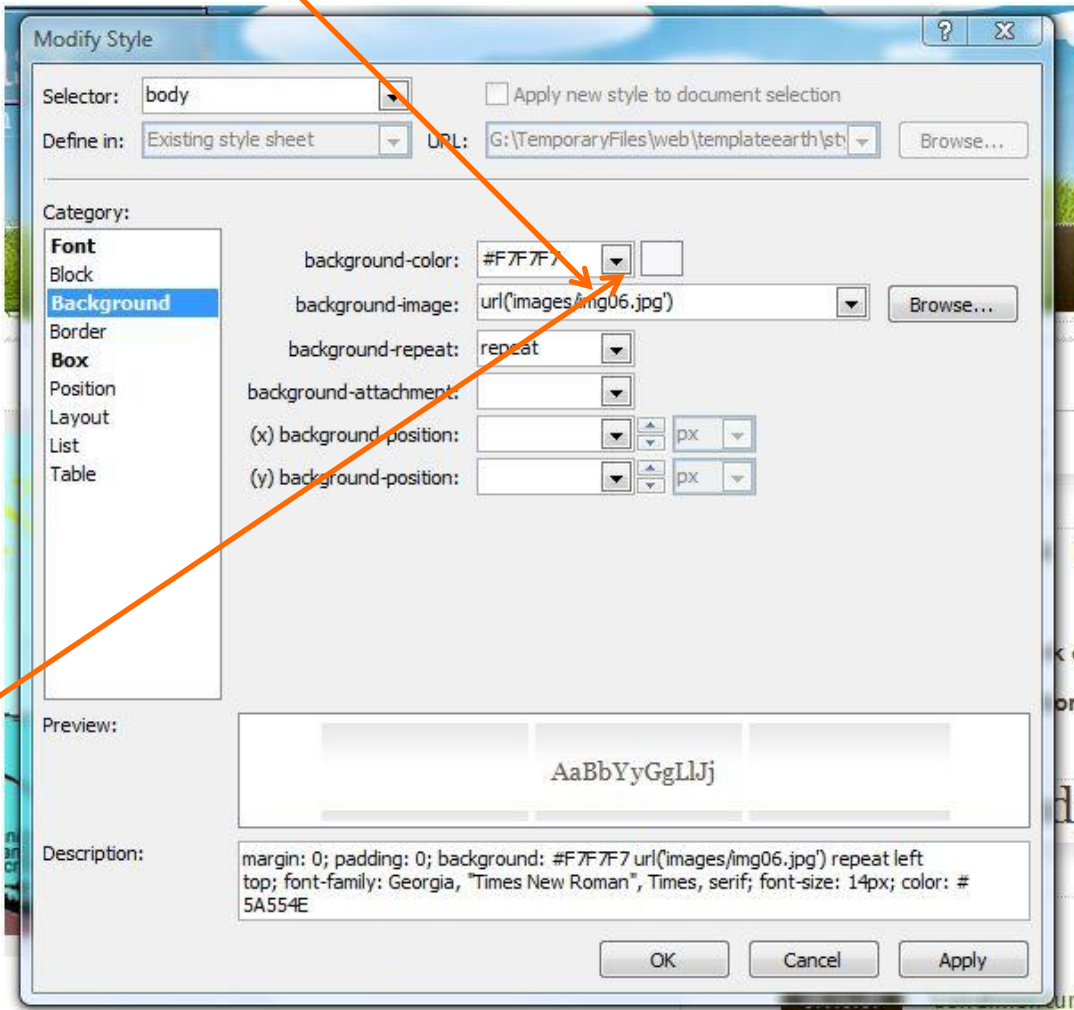 Modify Style
Selector: body Apply new style to document selection
Define in: Existing style sheet URL: G:\TemporaryFiles\web\templateearth\st Browse...
Category:
Font
Block
Background
Border
Box
Position
Layout
List
Table
background-color: #F7F7F7
background-image: url('images/img06.jpg') Browse...
background-repeat: repeat
background-attachment:
(x) background-position: px
(y) background-position: px
Preview:
AaBbYyGgLlJj
Description:
margin: 0; padding: 0; background: #F7F7F7 url('images/img06.jpg') repeat left
top; font-family: Georgia, "Times New Roman", Times, serif; font-size: 14px; color: #
5A554E
OK Cancel Apply